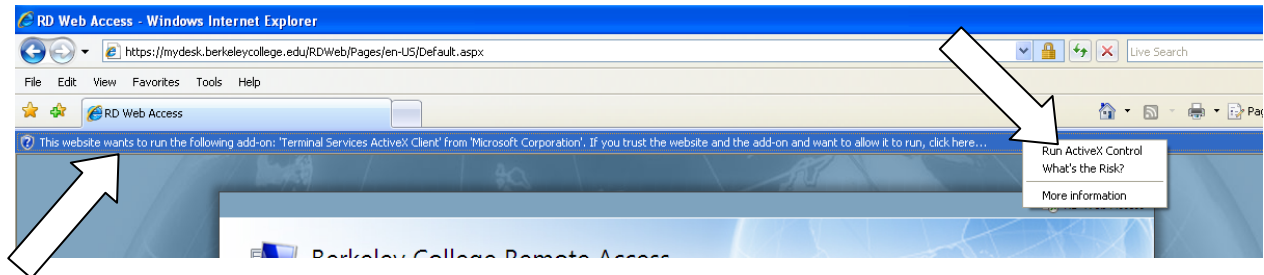 RD Web Access - Windows Internet Explorer
https://mydesk.berkeleycollege.edu/RDWeb/Pages/en-US/Default.aspx Live Search
File Edit View Favorites Tools Help
RD Web Access
This website wants to run the following add-on: 'Terminal Services ActiveX Client' from 'Microsoft Corporation'. If you trust the website and the add-on and want to allow it to run, click here...
Run ActiveX Control
What's the Risk?
More information
Berkeley College Remote Access